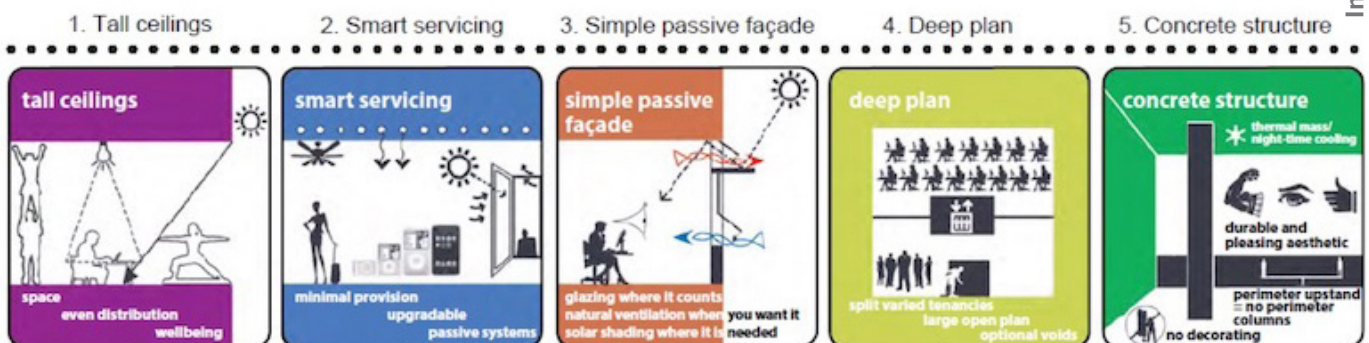 1. Tall ceilings
2. Smart servicing
3. Simple passive façade
4. Deep plan
5. Concrete structure
In
tall ceilings
space
even distribution
wellbeing
smart servicing
minimal provision
upgradable
passive systems
simple passive
façade
glazing where it counts
natural ventilation when you want it
solar shading where it is needed
deep plan
split varied tenancies
large open plan
optional voids
concrete structure
thermal mass/
night-time cooling
durable and
pleasing aesthetic
perimeter upstand
= no perimeter
columns
no decorating